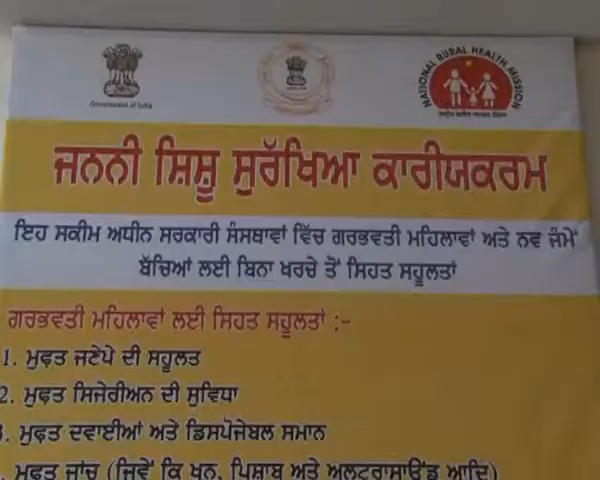 Government of India
NATIONAL RURAL HEALTH MISSION
ਜਨਨੀ ਸ਼ਿਸ਼ੂ ਸੁਰੱਖਿਆ ਕਾਰੀਯਕਰਮ
ਇਹ ਸਕੀਮ ਅਧੀਨ ਸਰਕਾਰੀ ਸੰਸਥਾਵਾਂ ਵਿੱਚ ਗਰਭਵਤੀ ਮਹਿਲਾਵਾਂ ਅਤੇ ਨਵ ਜੰਮੇਂ
ਬੱਚਿਆਂ ਲਈ ਬਿਨਾ ਖਰਚੇ ਤੋਂ ਸਿਹਤ ਸਹੂਲਤਾਂ
ਗਰਭਵਤੀ ਮਹਿਲਾਵਾਂ ਲਈ ਸਿਹਤ ਸਹੂਲਤਾਂ :-
1. ਮੁਫਤ ਜਣੇਪੇ ਦੀ ਸਹੂਲਤ
2. ਮੁਫਤ ਸਿਜੇਰੀਅਨ ਦੀ ਸੁਵਿਧਾ
3. ਮੁਫਤ ਦਵਾਈਆਂ ਅਤੇ ਡਿਸਪੋਜੇਬਲ ਸਮਾਨ
. ਮੁਫਤ ਜਾਂਚ (ਜਿਵੇਂ ਕਿ ਖੂਨ, ਪਿਸ਼ਾਬ ਅਤੇ ਅਲਟਰਾਸਾਊਂਡ ਆਦਿ)